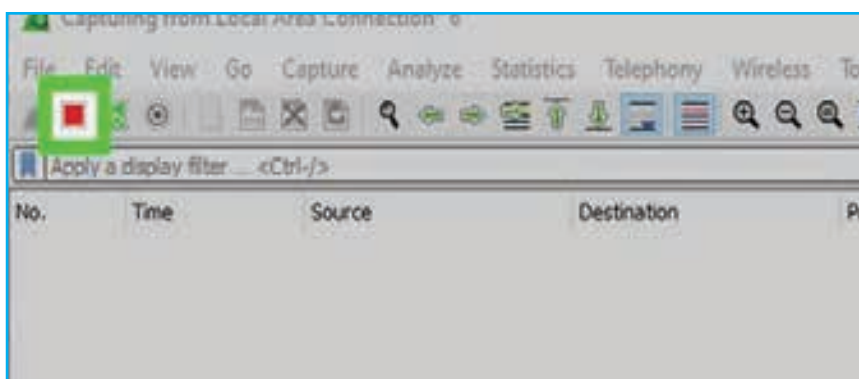 Capturing from Local Area Connection* 6
File Edit View Go Capture Analyze Statistics Telephony Wireless To
Apply a display filter ... <Ctrl-/>
No. Time Source Destination P